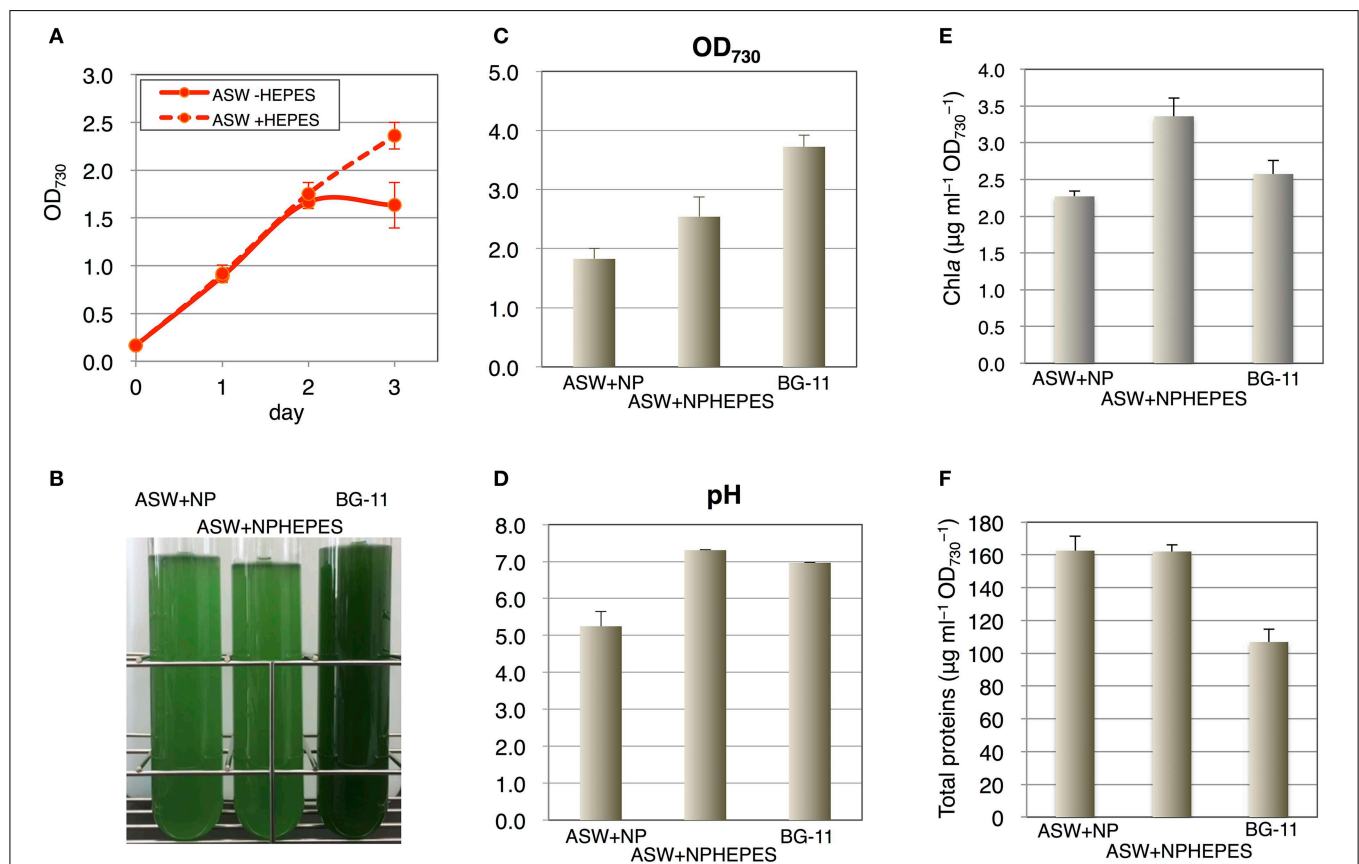 A
3.0
2.5
2.0
1.5
1.0
0.5
0.0
OD730
ASW -HEPES
ASW +HEPES
0 1 2 3
day
B
ASW+NP BG-11
ASW+NPHEPES
C
OD730
5.0
4.0
3.0
2.0
1.0
0.0
ASW+NP BG-11
ASW+NPHEPES
D
pH
8.0
7.0
6.0
5.0
4.0
3.0
2.0
1.0
0.0
ASW+NP BG-11
ASW+NPHEPES
E
4.0
3.5
3.0
2.5
2.0
1.5
1.0
0.5
0.0
Chla (µg ml⁻¹ OD730⁻¹)
ASW+NP BG-11
ASW+NPHEPES
F
180
160
140
120
100
80
60
40
20
0
Total proteins (µg ml⁻¹ OD730⁻¹)
ASW+NP BG-11
ASW+NPHEPES